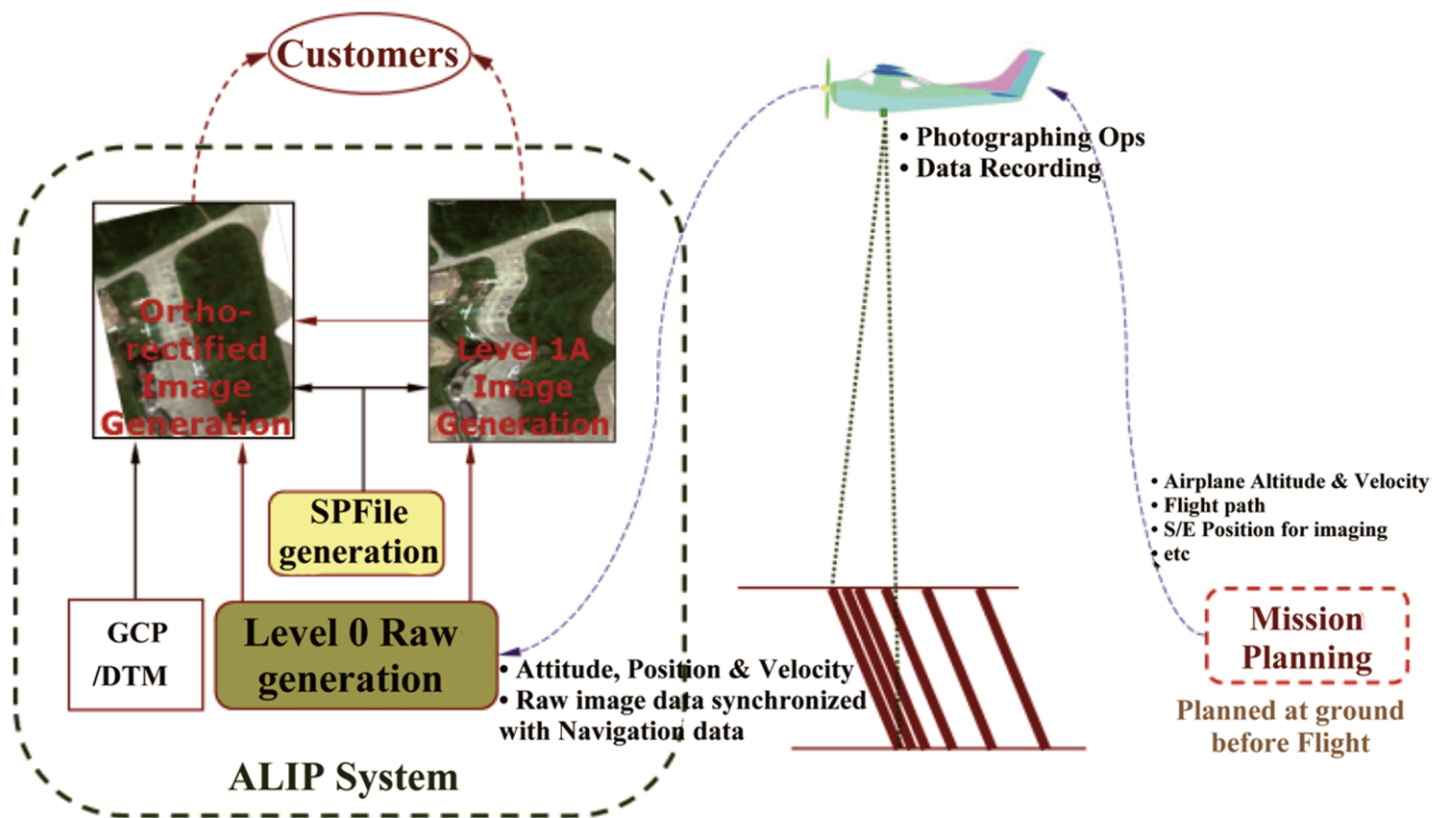 Customers
• Photographing Ops
• Data Recording
Ortho-
rectified
Image
Generation
Level 1A
Image
Generation
SPFile
generation
GCP
/DTM
Level 0 Raw
generation
• Attitude, Position & Velocity
• Raw image data synchronized
with Navigation data
ALIP System
• Airplane Altitude & Velocity
• Flight path
• S/E Position for imaging
• etc
Mission
Planning
Planned at ground
before Flight